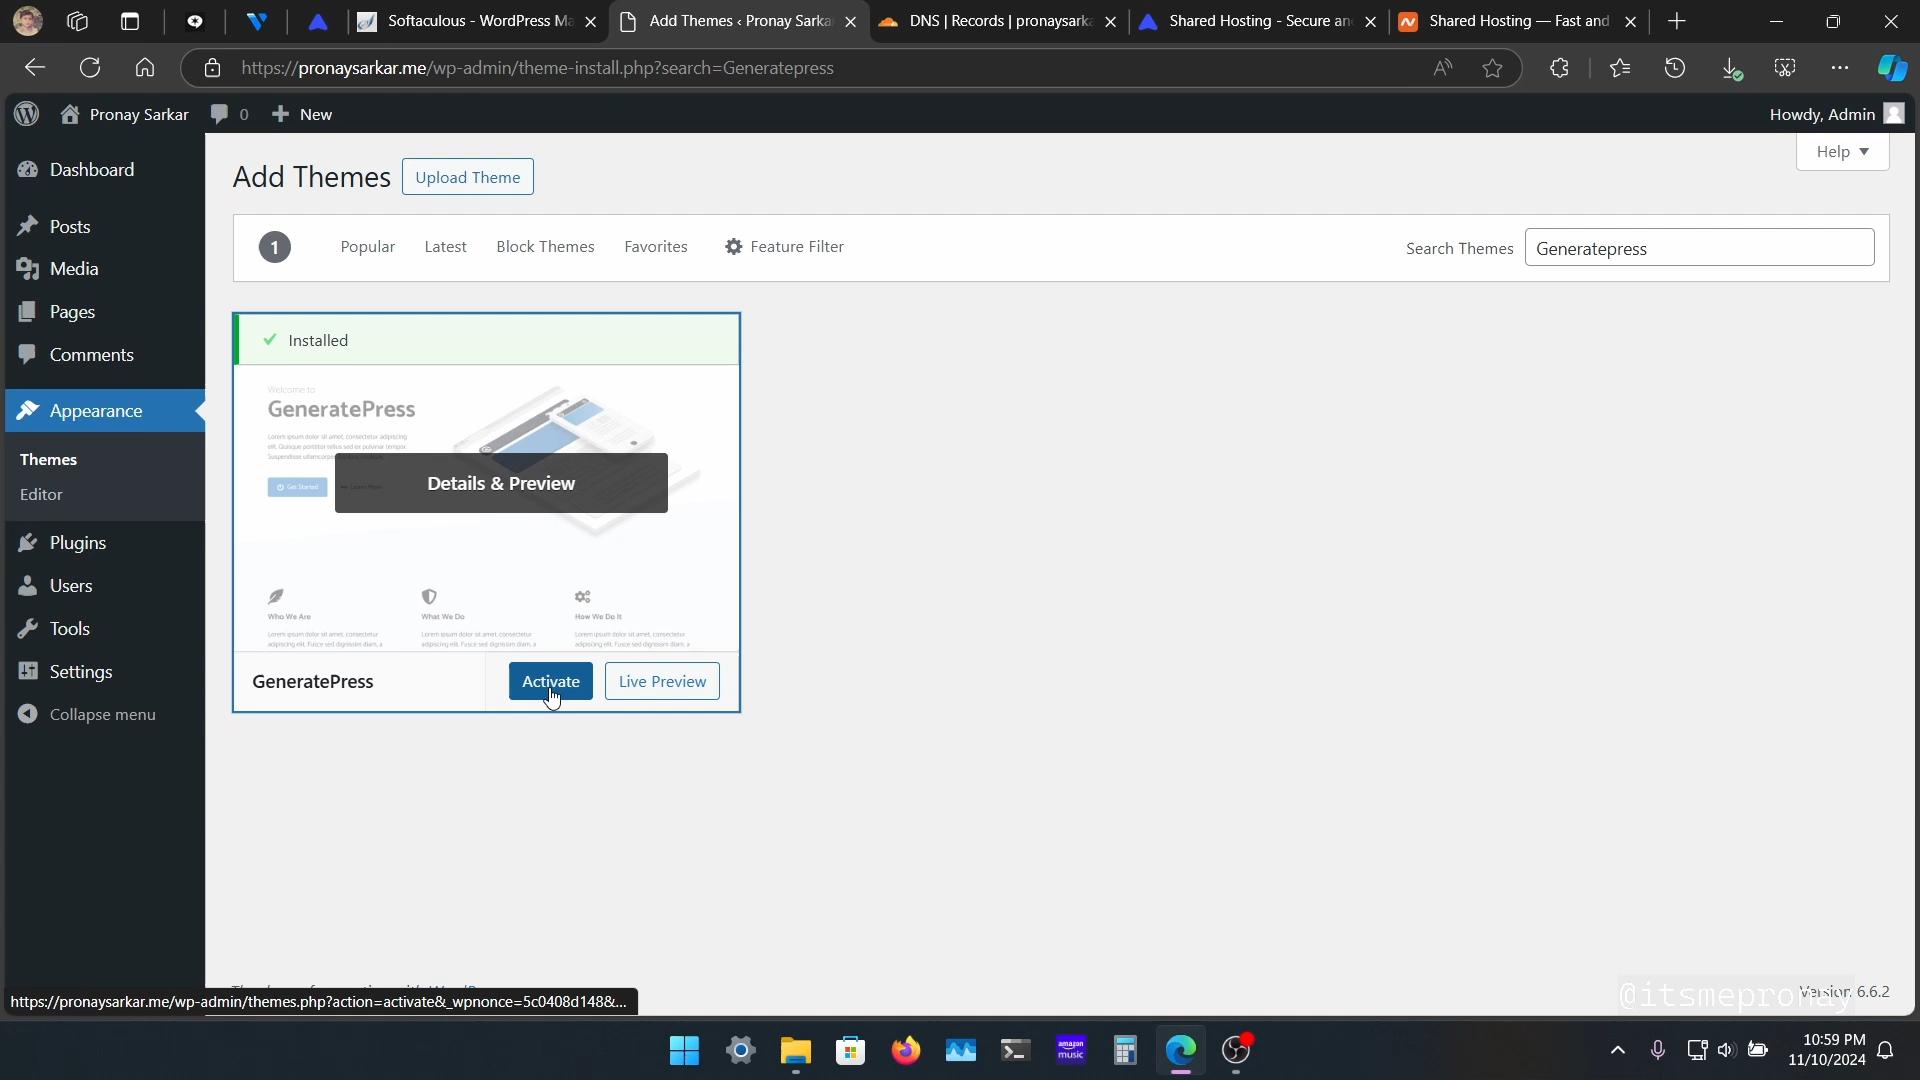 Softaculous - WordPress Ma
Add Themes ‹ Pronay Sarka
DNS | Records | pronaysarka
Shared Hosting - Secure an
Shared Hosting — Fast and
https://pronaysarkar.me/wp-admin/theme-install.php?search=Generatepress
Pronay Sarkar
0
New
Howdy, Admin
Dashboard
Posts
Media
Pages
Comments
Appearance
Themes
Editor
Plugins
Users
Tools
Settings
Collapse menu
Help
Add Themes
Upload Theme
1
Popular
Latest
Block Themes
Favorites
Feature Filter
Search Themes
Generatepress
Installed
Welcome to
GeneratePress
Lorem ipsum dolor sit amet, consectetur adipiscing
elit. Quisque porttitor tellus sed ex pulvinar tempor.
Suspendisse ullamcorper
Get Started
Details & Preview
Who We Are
What We Do
How We Do It
Lorem ipsum dolor sit amet, consectetur
Lorem ipsum dolor sit amet, consectetur
Lorem ipsum dolor sit amet, consectetur
adipiscing elit. Fusce sed dignissim diam, a
adipiscing elit. Fusce sed dignissim diam, a
adipiscing elit. Fusce sed dignissim diam, a
GeneratePress
Activate
Live Preview
https://pronaysarkar.me/wp-admin/themes.php?action=activate&_wpnonce=5c0408d148&...
@itsmepronay
Version 6.6.2
amazon
music
10:59 PM
11/10/2024